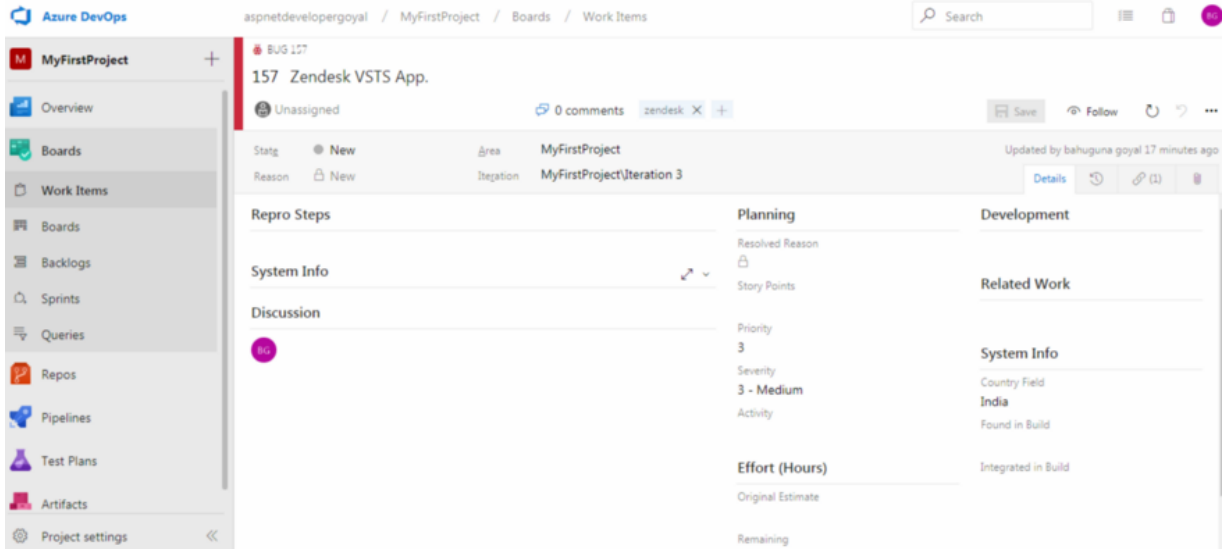 Azure DevOps
aspnetdevelopergoyal / MyFirstProject / Boards / Work Items
Search
BG
M MyFirstProject
Overview
Boards
Work Items
Boards
Backlogs
Sprints
Queries
Repos
Pipelines
Test Plans
Artifacts
Project settings
BUG 157
157 Zendesk VSTS App.
Unassigned
0 comments
zendesk
Save
Follow
State New
Area MyFirstProject
Updated by bahuguna goyal 17 minutes ago
Reason New
Iteration MyFirstProject\Iteration 3
Details
(1)
Repro Steps
System Info
Discussion
BG
Planning
Resolved Reason
Story Points
Priority
3
Severity
3 - Medium
Activity
Effort (Hours)
Original Estimate
Remaining
Development
Related Work
System Info
Country Field
India
Found in Build
Integrated in Build